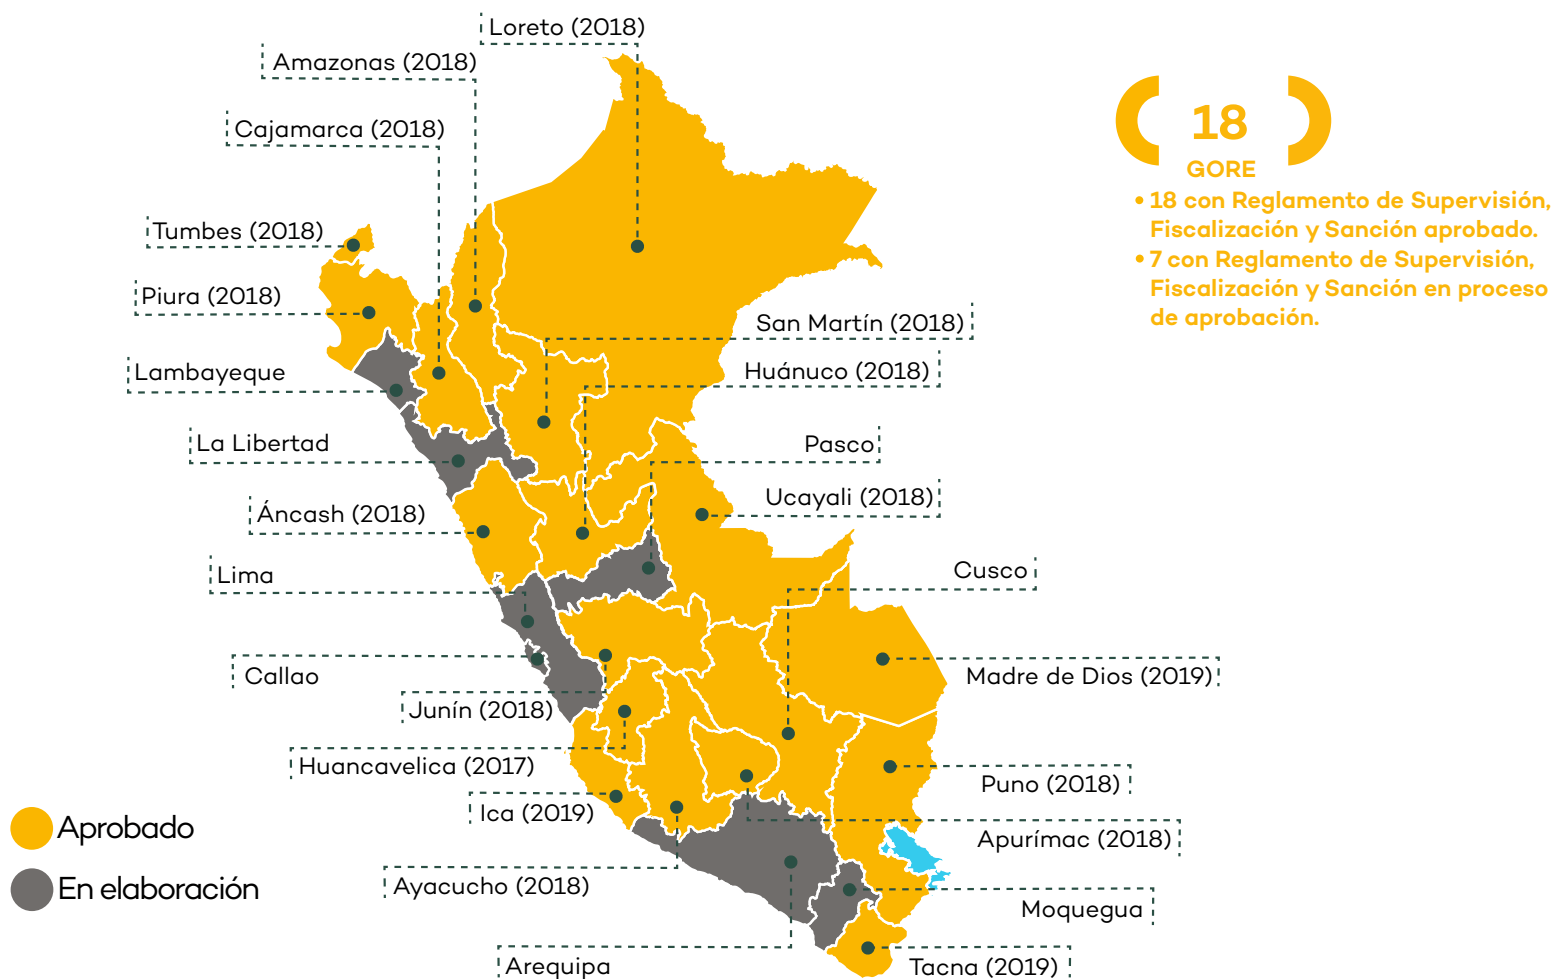 Loreto (2018)
Amazonas (2018)
Cajamarca (2018)
Tumbes (2018)
Piura (2018)
Lambayeque
La Libertad
Áncash (2018)
Lima
Callao
Junín (2018)
Huancavelica (2017)
Ica (2019)
Ayacucho (2018)
Arequipa
San Martín (2018)
Huánuco (2018)
Pasco
Ucayali (2018)
Cusco
Madre de Dios (2019)
Puno (2018)
Apurímac (2018)
Moquegua
Tacna (2019)
18
GORE
• 18 con Reglamento de Supervisión,
Fiscalización y Sanción aprobado.
• 7 con Reglamento de Supervisión,
Fiscalización y Sanción en proceso
de aprobación.
Aprobado
En elaboración